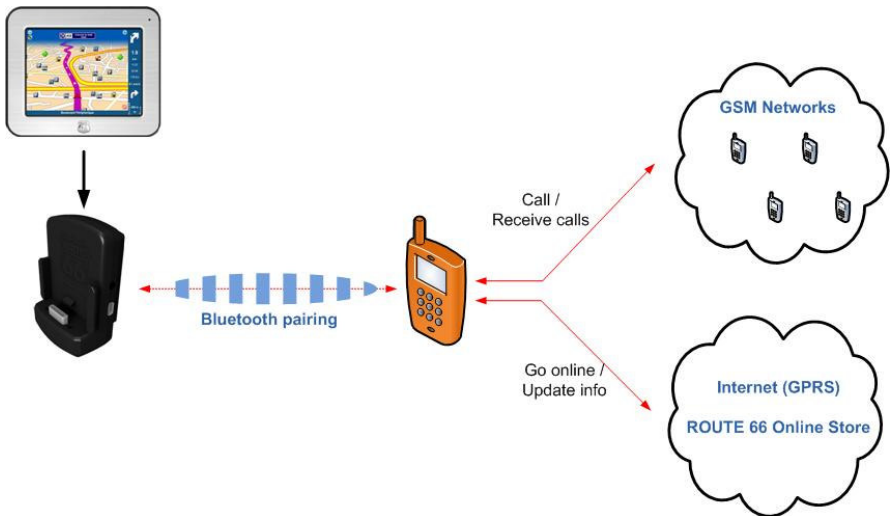 GSM Networks
Call /
Receive calls
Bluetooth pairing
Go online /
Update info
Internet (GPRS)
ROUTE 66 Online Store